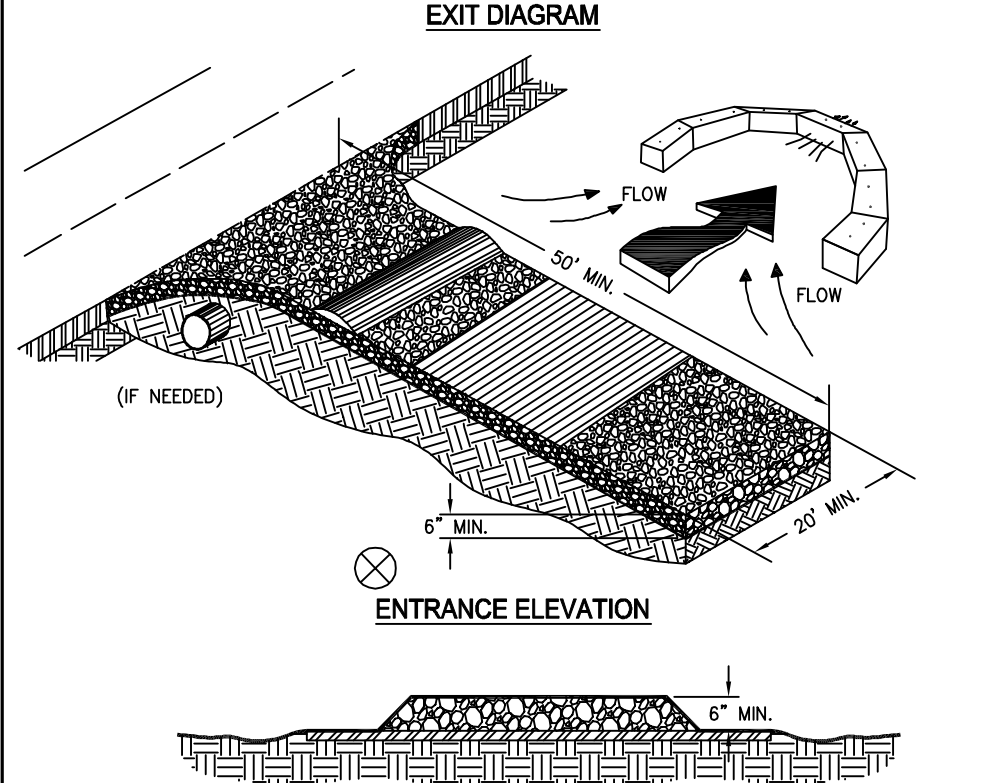 EXIT DIAGRAM
FLOW
50' MIN.
FLOW
(IF NEEDED)
6" MIN.
20' MIN.
ENTRANCE ELEVATION
6" MIN.